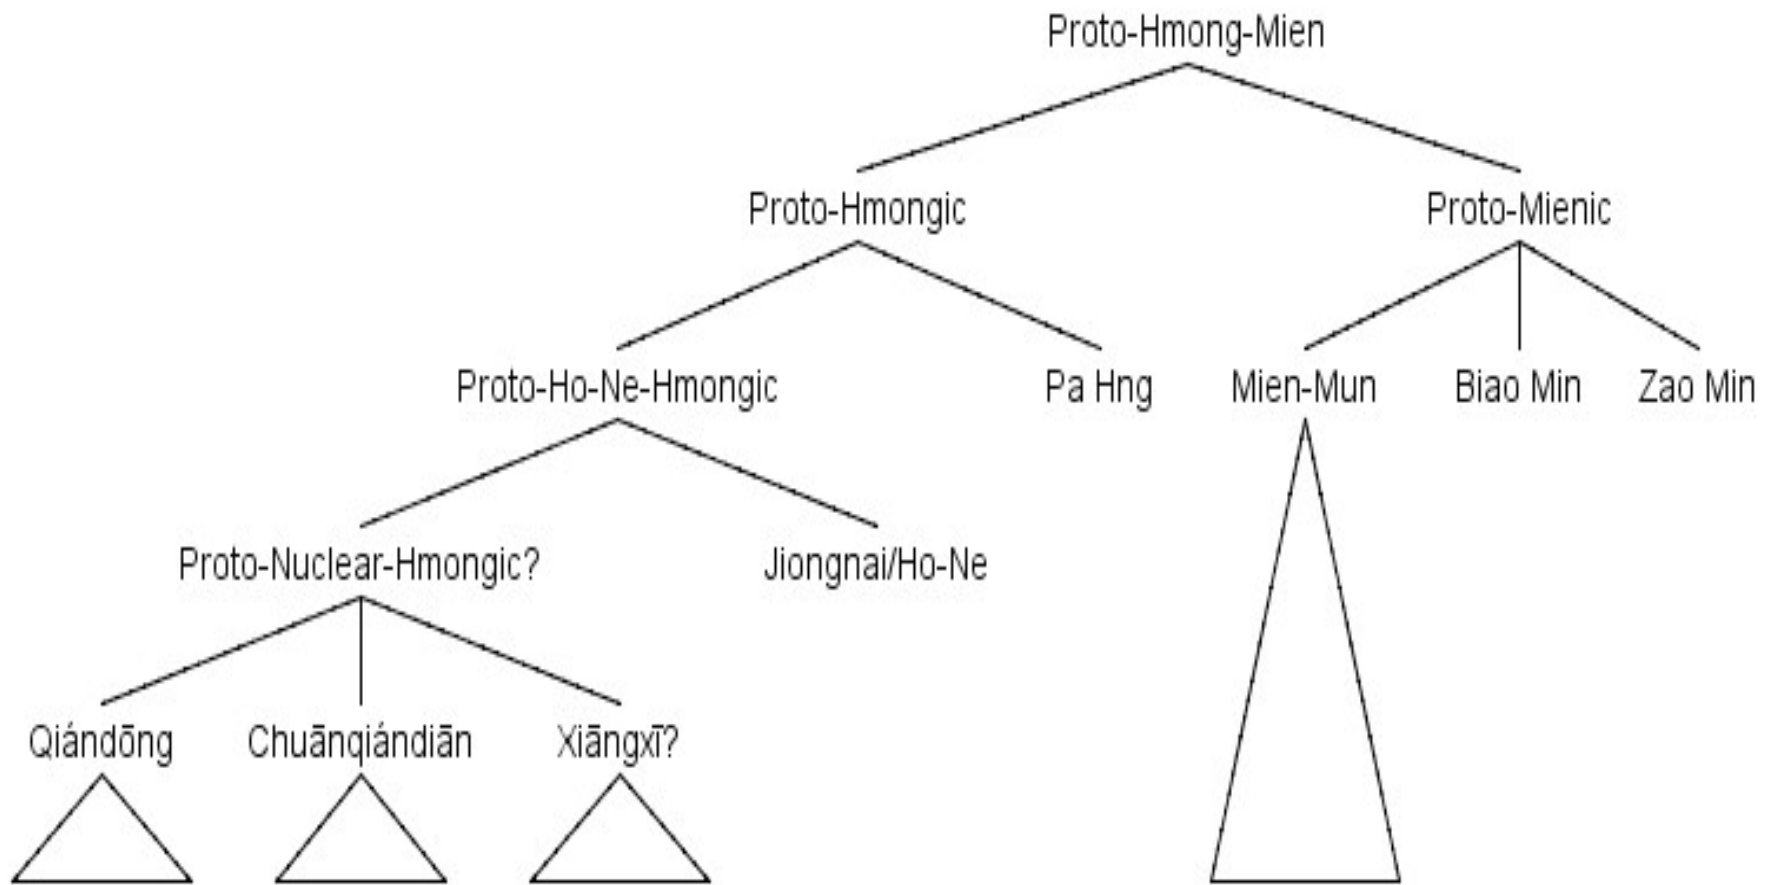 Proto-Hmong-Mien
Proto-Hmongic
Proto-Mienic
Proto-Ho-Ne-Hmongic
Pa Hng
Mien-Mun
Biao Min
Zao Min
Proto-Nuclear-Hmongic?
Jiongnai/Ho-Ne
Qiándōng
Chuānqiándiān
Xiāngxī?